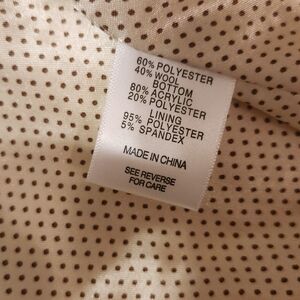 60% POLYESTER
40% WOOL
BOTTOM
80% ACRYLIC
20% POLYESTER
LINING
95% POLYESTER
5% SPANDEX
MADE IN CHINA
SEE REVERSE
FOR CARE